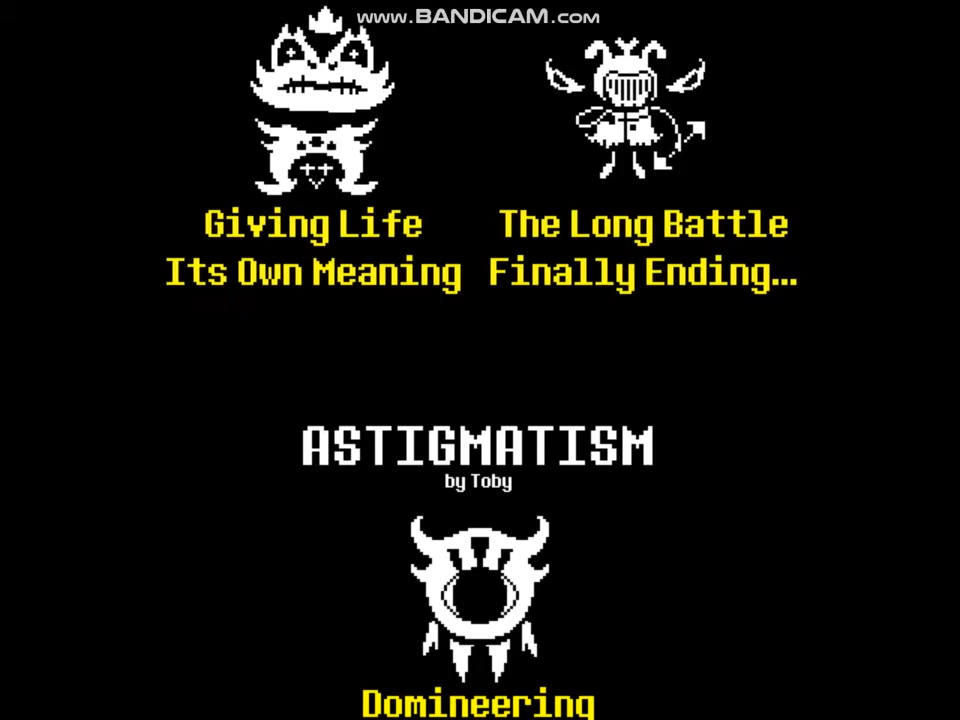 www.BANDICAM.com
Giving Life
Its Own Meaning
The Long Battle
Finally Ending...
ASTIGMATISM
by Toby
Domineering